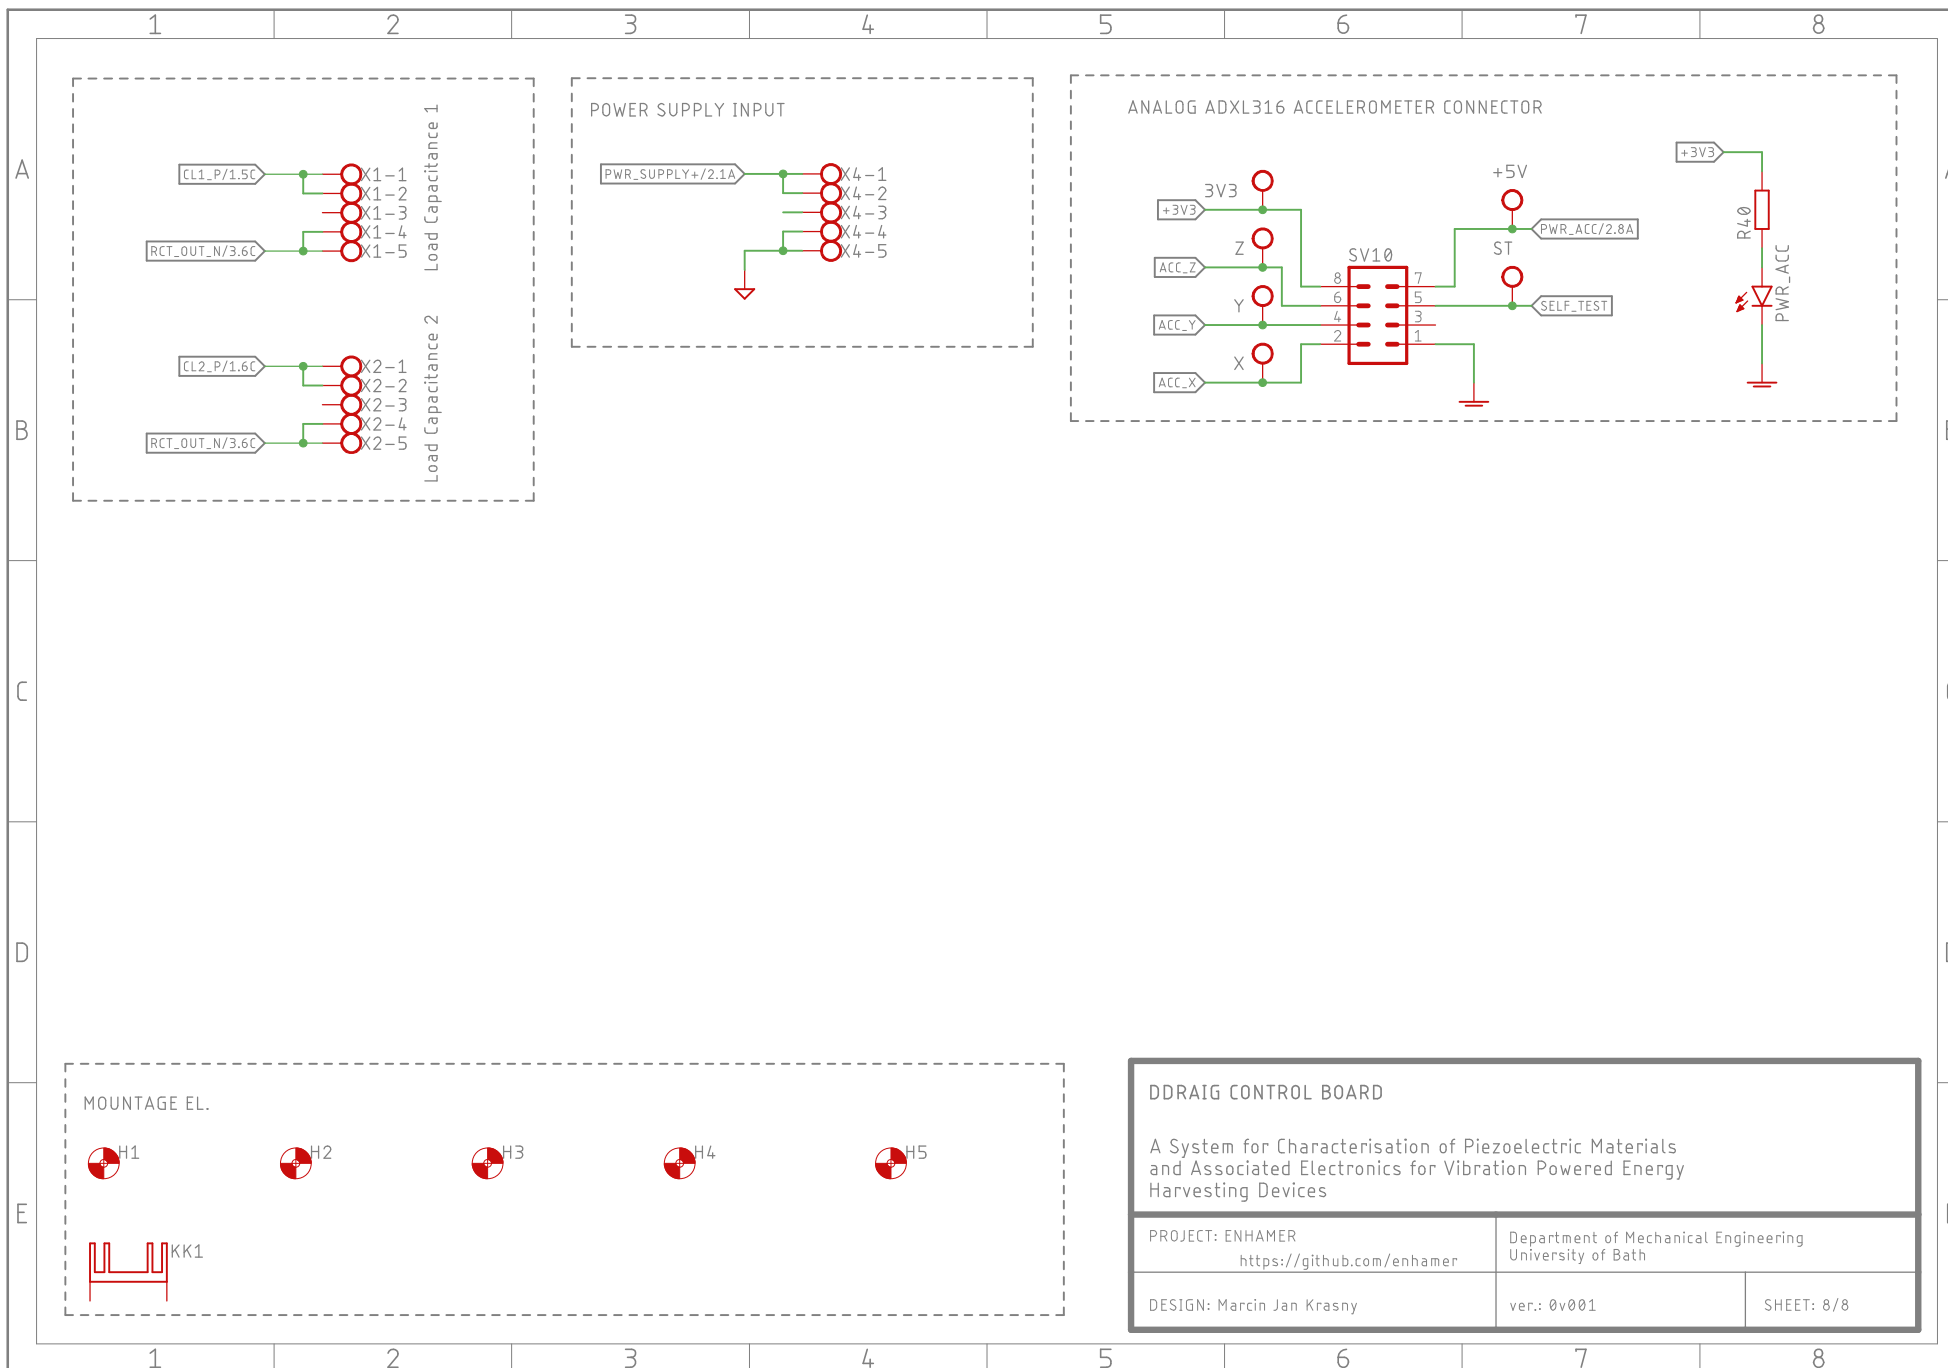 1 2 3 4 5 6 7 8
A
B
C
D
E
CL1_P/1.5C
RCT_OUT_N/3.6C
X1-1
X1-2
X1-3
X1-4
X1-5
Load Capacitance 1
CL2_P/1.6C
RCT_OUT_N/3.6C
X2-1
X2-2
X2-3
X2-4
X2-5
Load Capacitance 2
POWER SUPPLY INPUT
PWR_SUPPLY+/2.1A
X4-1
X4-2
X4-3
X4-4
X4-5
ANALOG ADXL316 ACCELEROMETER CONNECTOR
3V3
+3V3
Z
ACC_Z
Y
ACC_Y
X
ACC_X
SV10
8 7
6 5
4 3
2 1
+5V
PWR_ACC/2.8A
ST
SELF_TEST
+3V3
R40
PWR_ACC
MOUNTAGE EL.
H1 H2 H3 H4 H5
KK1
DDRAIG CONTROL BOARD
A System for Characterisation of Piezoelectric Materials
and Associated Electronics for Vibration Powered Energy
Harvesting Devices
PROJECT: ENHAMER
https://github.com/enhamer
Department of Mechanical Engineering
University of Bath
DESIGN: Marcin Jan Krasny
ver.: 0v001
SHEET: 8/8
1 2 3 4 5 6 7 8